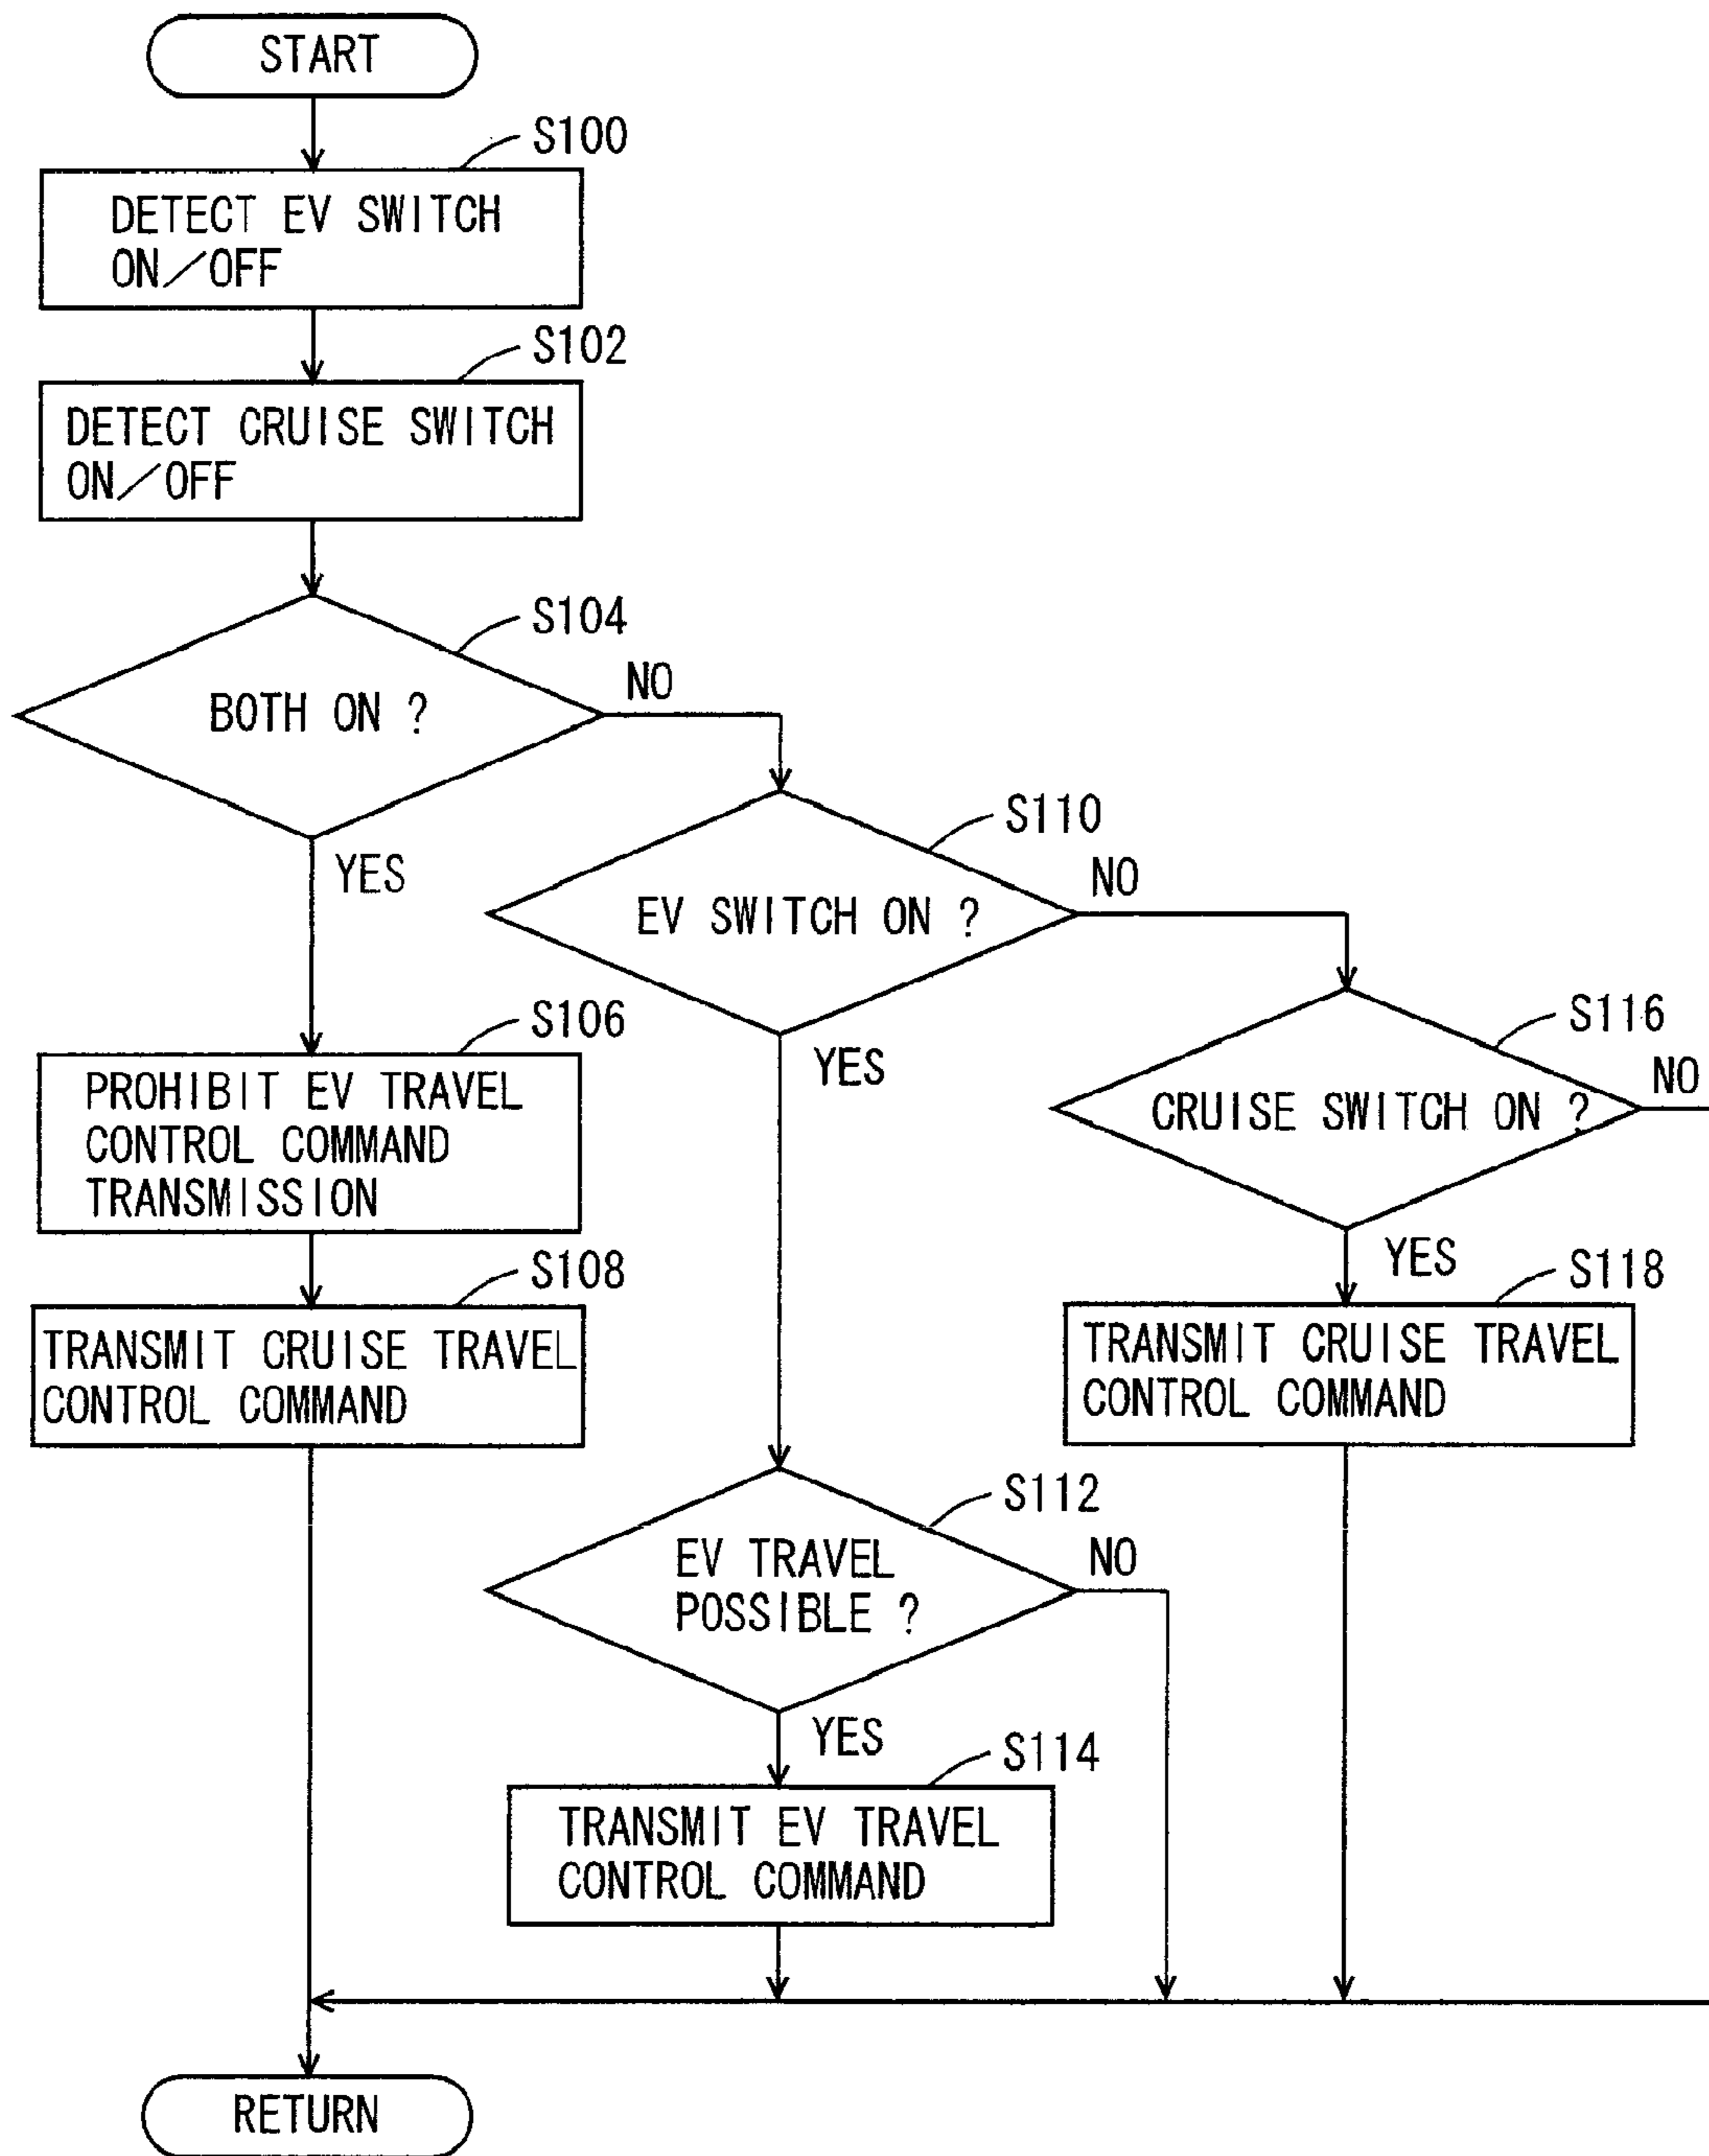 START
S100
DETECT EV SWITCH
ON/OFF
S102
DETECT CRUISE SWITCH
ON/OFF
S104
BOTH ON ?
NO
YES
S110
EV SWITCH ON ?
NO
YES
S116
CRUISE SWITCH ON ?
NO
YES
S106
PROHIBIT EV TRAVEL
CONTROL COMMAND
TRANSMISSION
S108
TRANSMIT CRUISE TRAVEL
CONTROL COMMAND
S118
TRANSMIT CRUISE TRAVEL
CONTROL COMMAND
S112
EV TRAVEL
POSSIBLE ?
NO
YES
S114
TRANSMIT EV TRAVEL
CONTROL COMMAND
RETURN